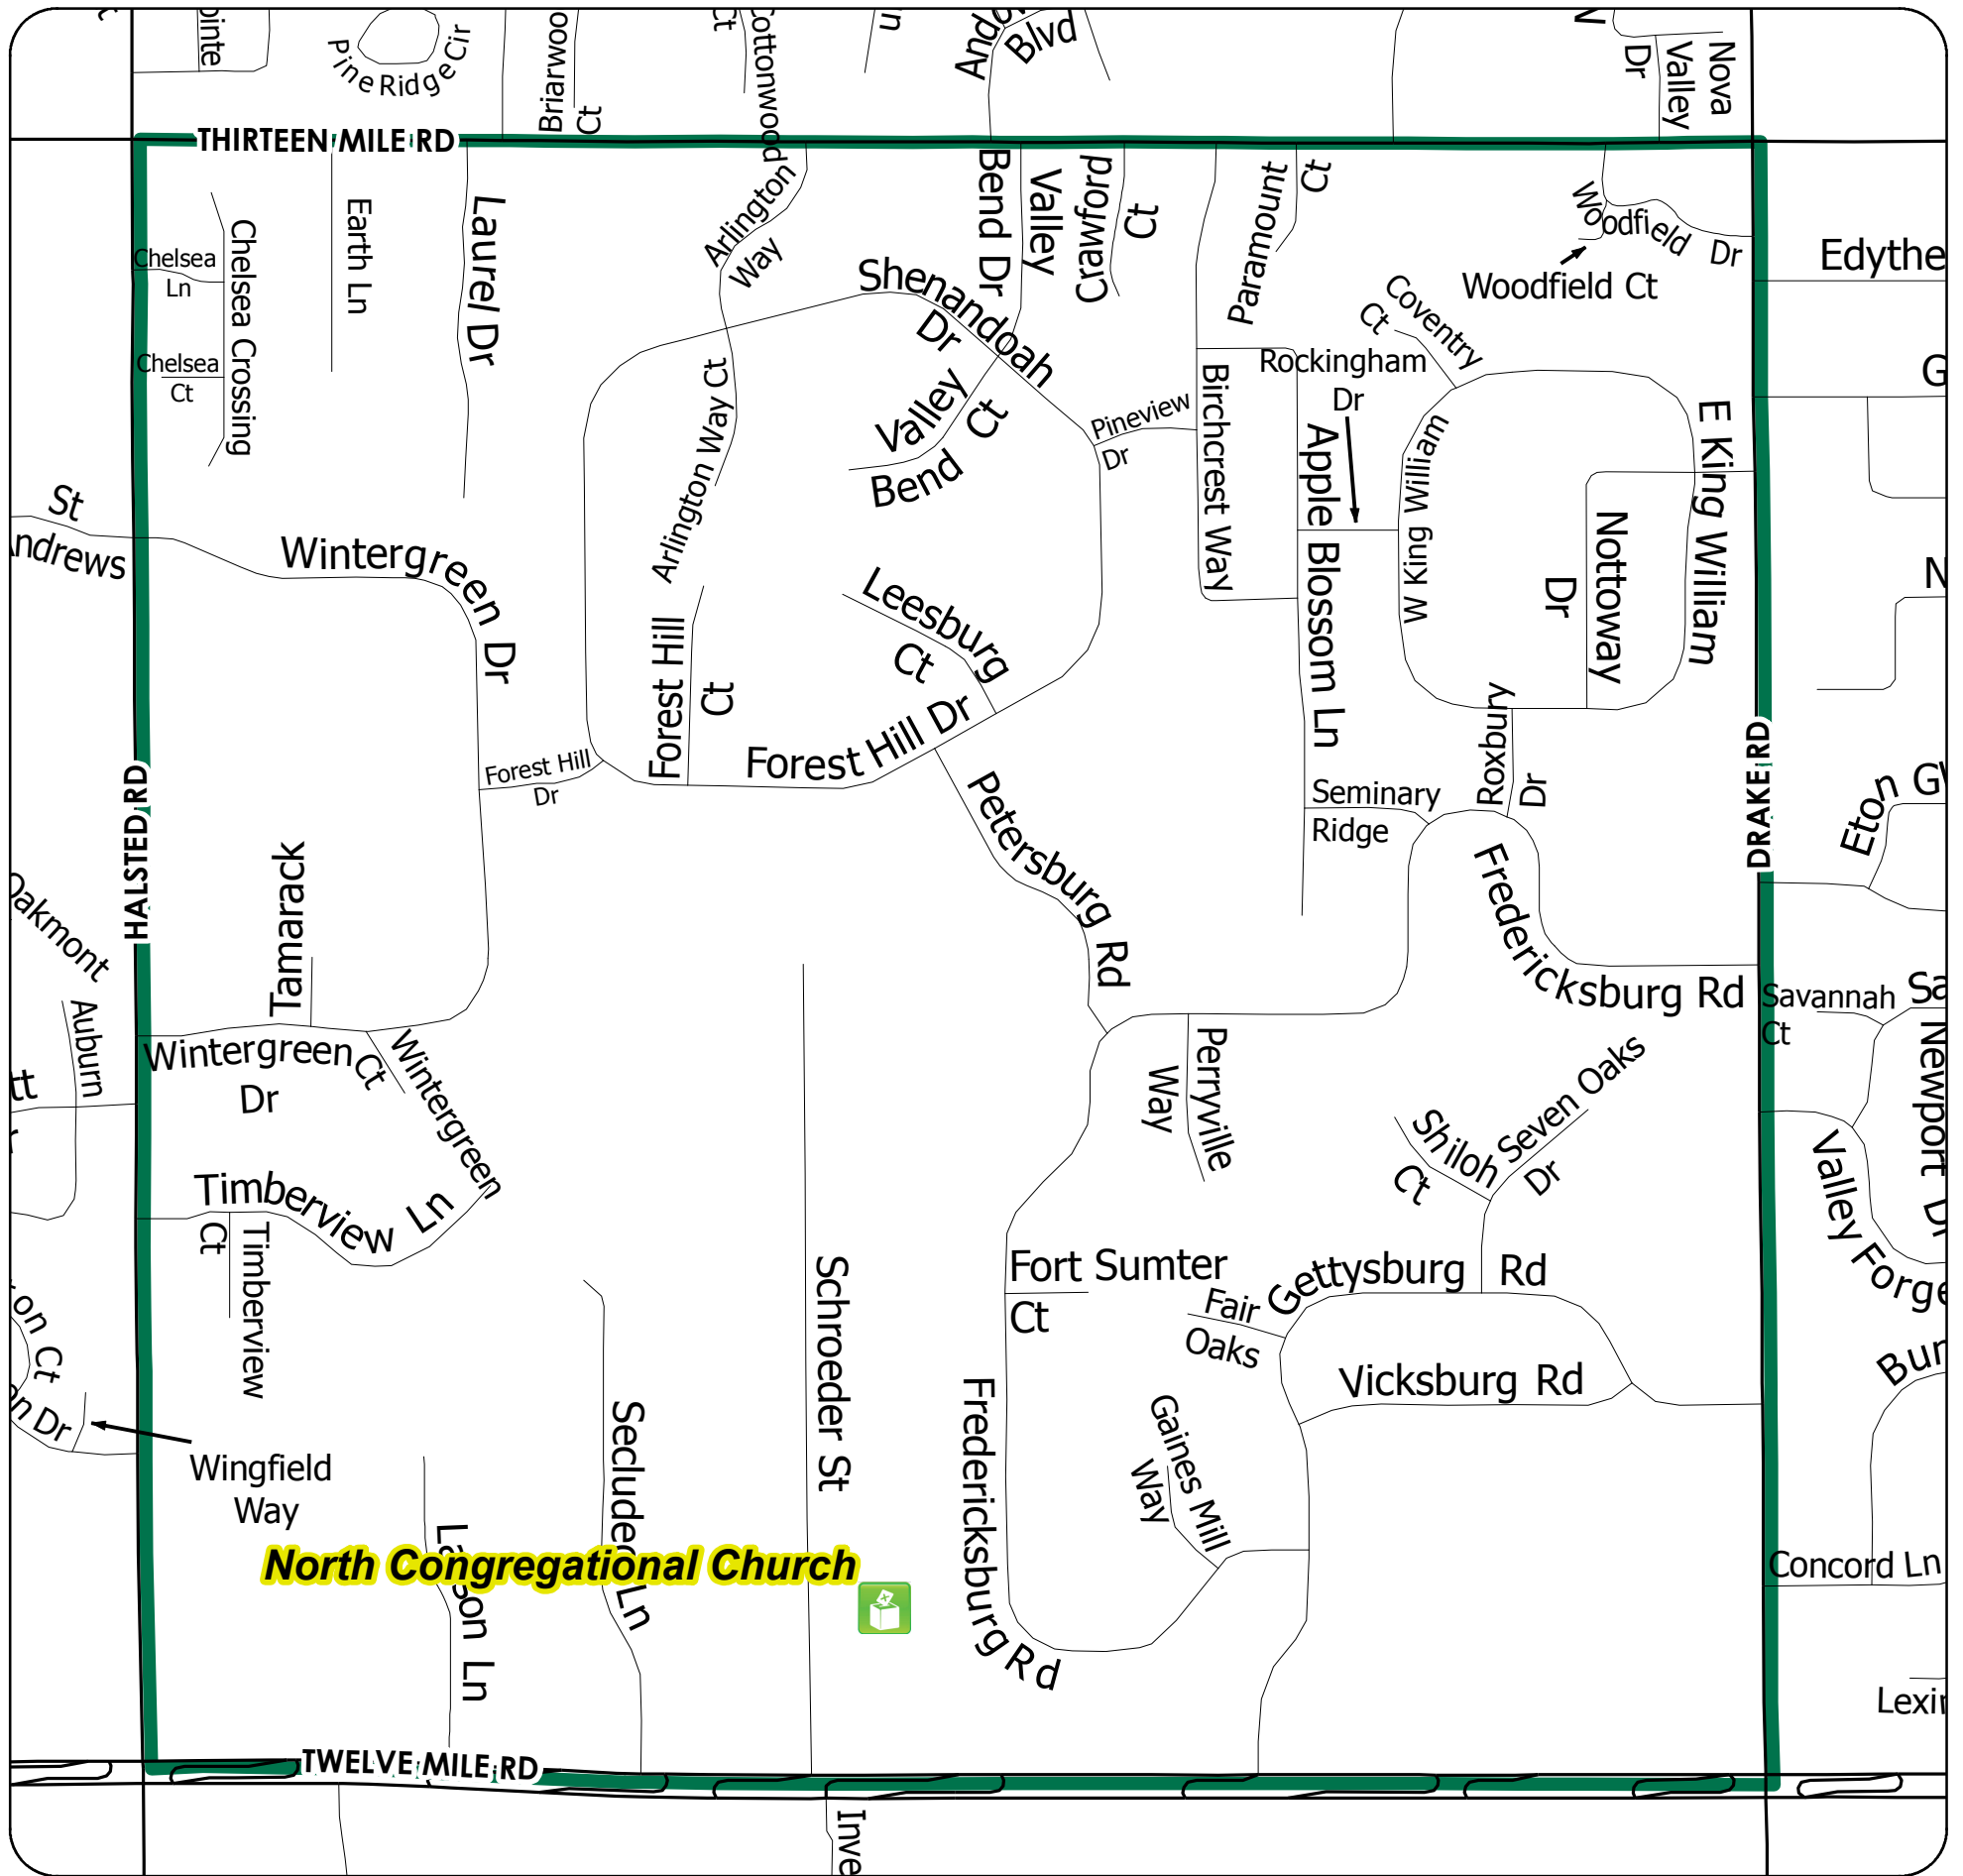 Pine Ridge Cir
Ct
Ct
Blvd
Dr
Nova
Valley
THIRTEEN MILE RD
Chelsea
Ln
Chelsea Crossing
Chelsea
Ct
Earth Ln
Laurel Dr
Cottonwood
Arlington
Way
Bend Dr
Valley
Crawford
Ct
Paramount
Ct
Woodfield Dr
Woodfield Ct
Edythe
Shenandoah
Dr
Coventry
Ct
Rockingham
Dr
Valley
Bend
Ct
Pineview
Dr
Arlington Way Ct
Birchcrest Way
Apple Blossom Ln
W King William
E King William
Nottoway
Dr
St
Andrews
Wintergreen Dr
Leesburg
Ct
Forest Hill
Ct
Forest Hill Dr
Forest Hill
Dr
Roxbury
Dr
HALSTED RD
DRAKE RD
Seminary
Ridge
Eton
Petersburg Rd
Fredericksburg Rd
Oakmont
Auburn
Tamarack
Wintergreen
Dr
Wintergreen
Ct
Savannah
Ct
Newport
Perryville
Way
Shiloh
Ct
Seven Oaks
Dr
Timberview Ln
Timberview
Ct
Valley Forge
Schroeder St
Fort Sumter
Ct
Gettysburg Rd
Fair
Oaks
Vicksburg Rd
Ct
Dr
Wingfield
Way
Secluded Ln
Fredericksburg Rd
Gaines Mill
Way
North Congregational Church
Concord Ln
Ln
TWELVE MILE RD